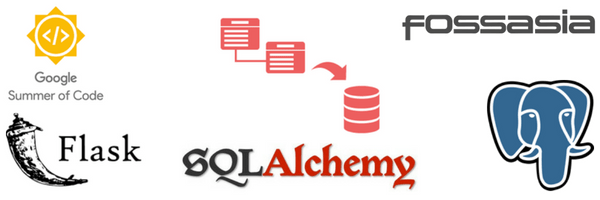 fossasia
</>
Google
Summer of Code
Flask
SQLAlchemy